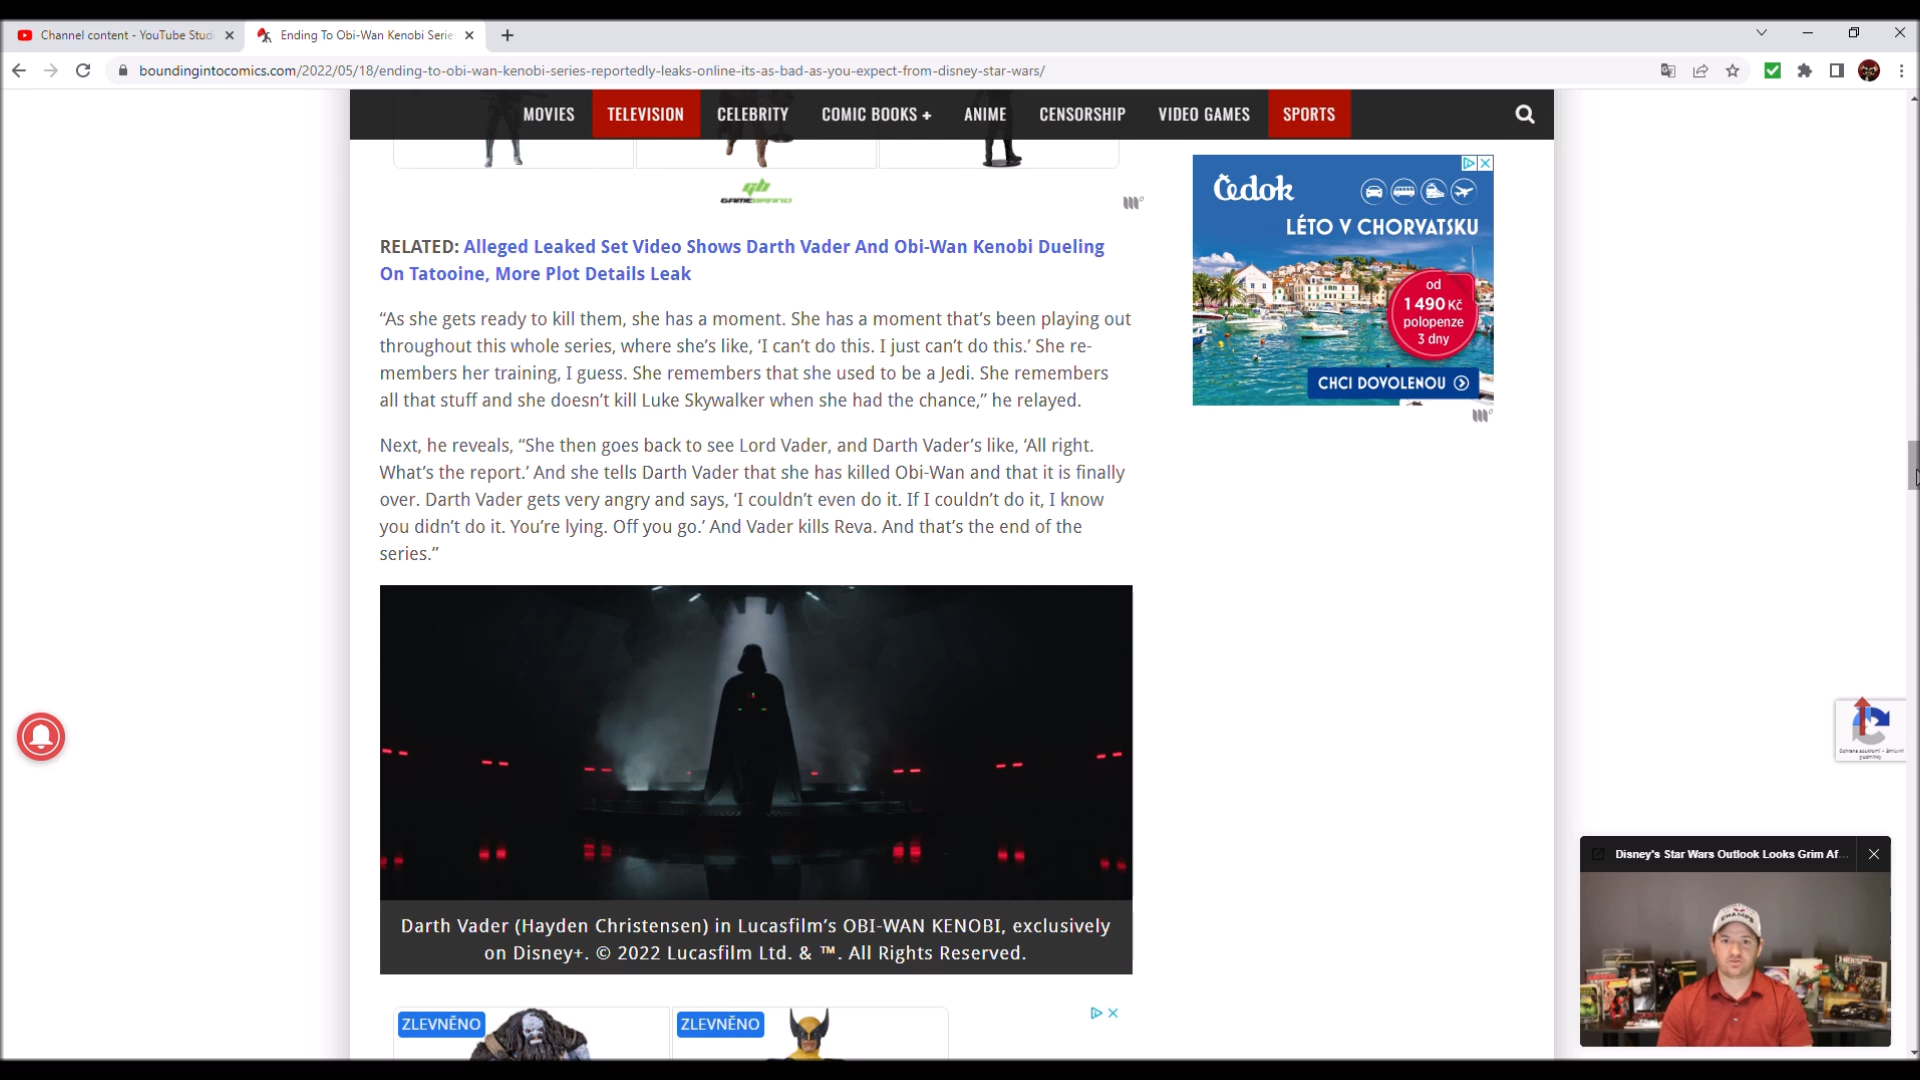 Channel content - YouTube Stud
Ending To Obi-Wan Kenobi Serie
boundingintocomics.com/2022/05/18/ending-to-obi-wan-kenobi-series-reportedly-leaks-online-its-as-bad-as-you-expect-from-disney-star-wars/
MOVIES TELEVISION CELEBRITY COMIC BOOKS + ANIME CENSORSHIP VIDEO GAMES SPORTS
GAMEBRAND
RELATED: Alleged Leaked Set Video Shows Darth Vader And Obi-Wan Kenobi Dueling
On Tatooine, More Plot Details Leak
“As she gets ready to kill them, she has a moment. She has a moment that’s been playing out
throughout this whole series, where she’s like, ‘I can’t do this. I just can’t do this.’ She re-
members her training, I guess. She remembers that she used to be a Jedi. She remembers
all that stuff and she doesn’t kill Luke Skywalker when she had the chance,” he relayed.
Next, he reveals, “She then goes back to see Lord Vader, and Darth Vader’s like, ‘All right.
What’s the report.’ And she tells Darth Vader that she has killed Obi-Wan and that it is finally
over. Darth Vader gets very angry and says, ‘I couldn’t even do it. If I couldn’t do it, I know
you didn’t do it. You’re lying. Off you go.’ And Vader kills Reva. And that’s the end of the
series.”
Darth Vader (Hayden Christensen) in Lucasfilm’s OBI-WAN KENOBI, exclusively
on Disney+. © 2022 Lucasfilm Ltd. & ™. All Rights Reserved.
ZLEVNĚNO
ZLEVNĚNO
Čedok
LÉTO V CHORVATSKU
od
1 490 Kč
polopenze
3 dny
CHCI DOVOLENOU
Ochrana soukromí - Smluvní
podmínky
Disney's Star Wars Outlook Looks Grim Af...
CHAMPS